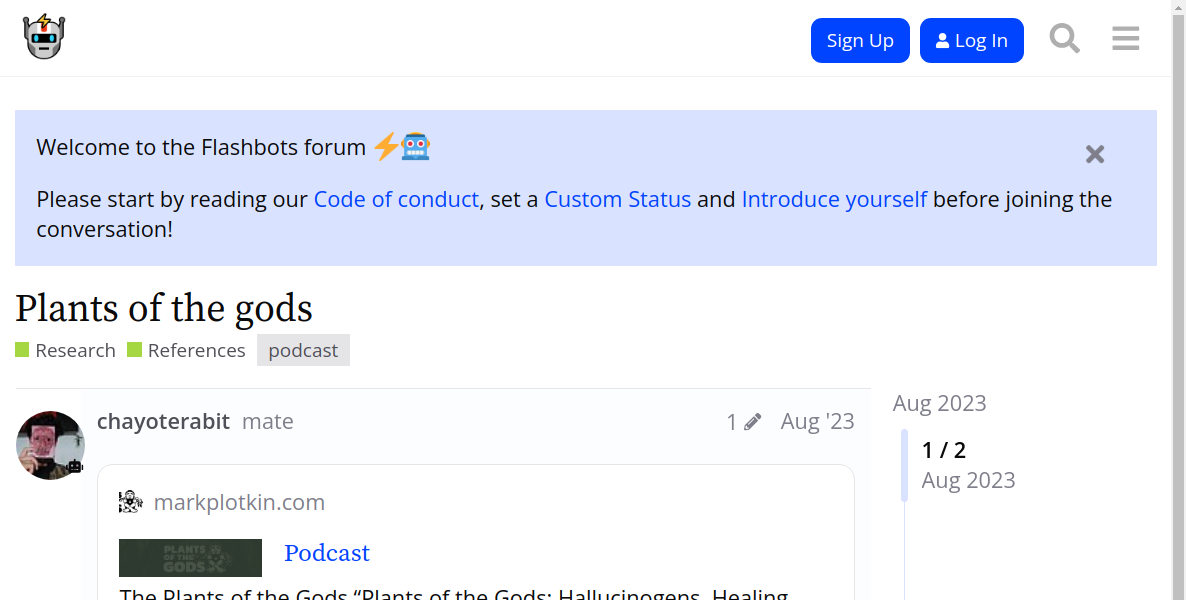 Sign Up
Log In
Welcome to the Flashbots forum
Please start by reading our Code of conduct, set a Custom Status and Introduce yourself before joining the
conversation!
Plants of the gods
Research References podcast
chayoterabit mate 1 Aug '23
Aug 2023
1 / 2
Aug 2023
markplotkin.com
PLANTS
OF THE
GODS
Podcast
The Plants of the Gods “Plants of the Gods: Hallucinogens, Healing,